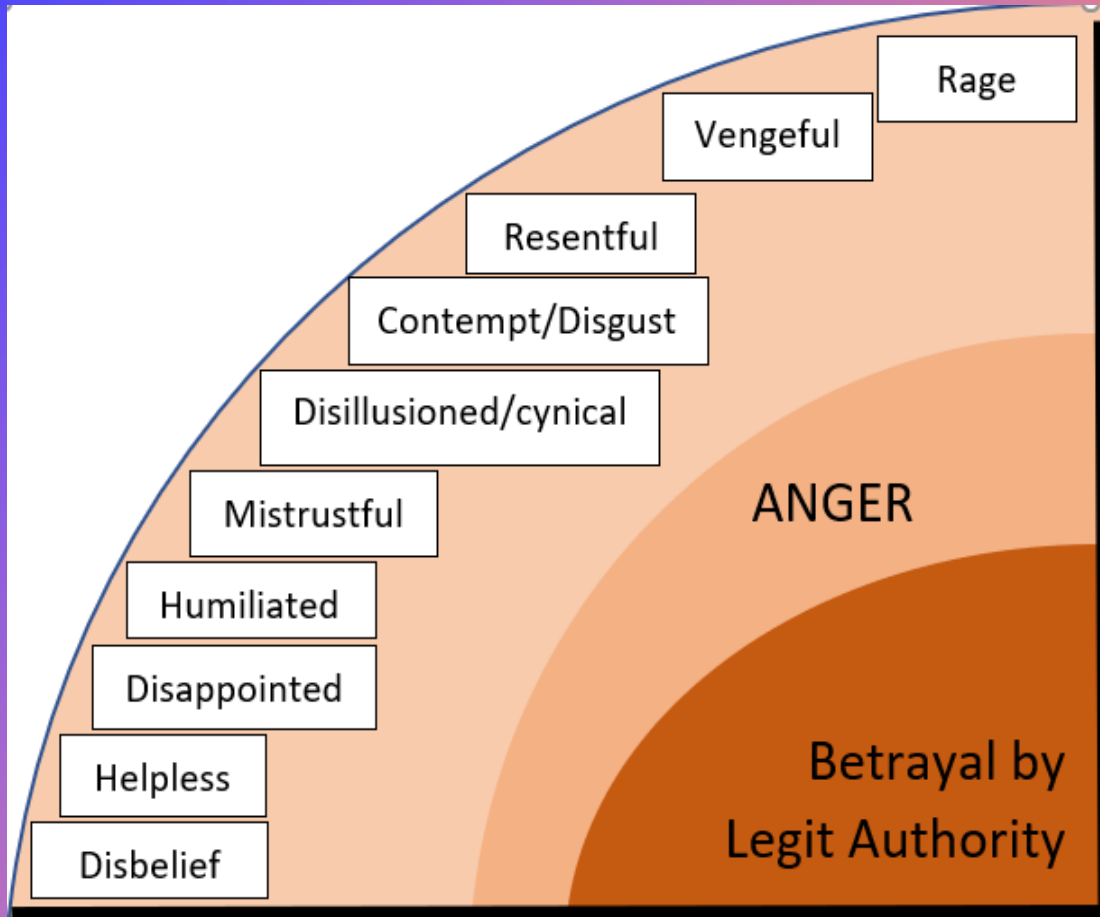 Rage
Vengeful
Resentful
Contempt/Disgust
Disillusioned/cynical
Mistrustful
ANGER
Humiliated
Disappointed
Helpless
Disbelief
Betrayal by
Legit Authority